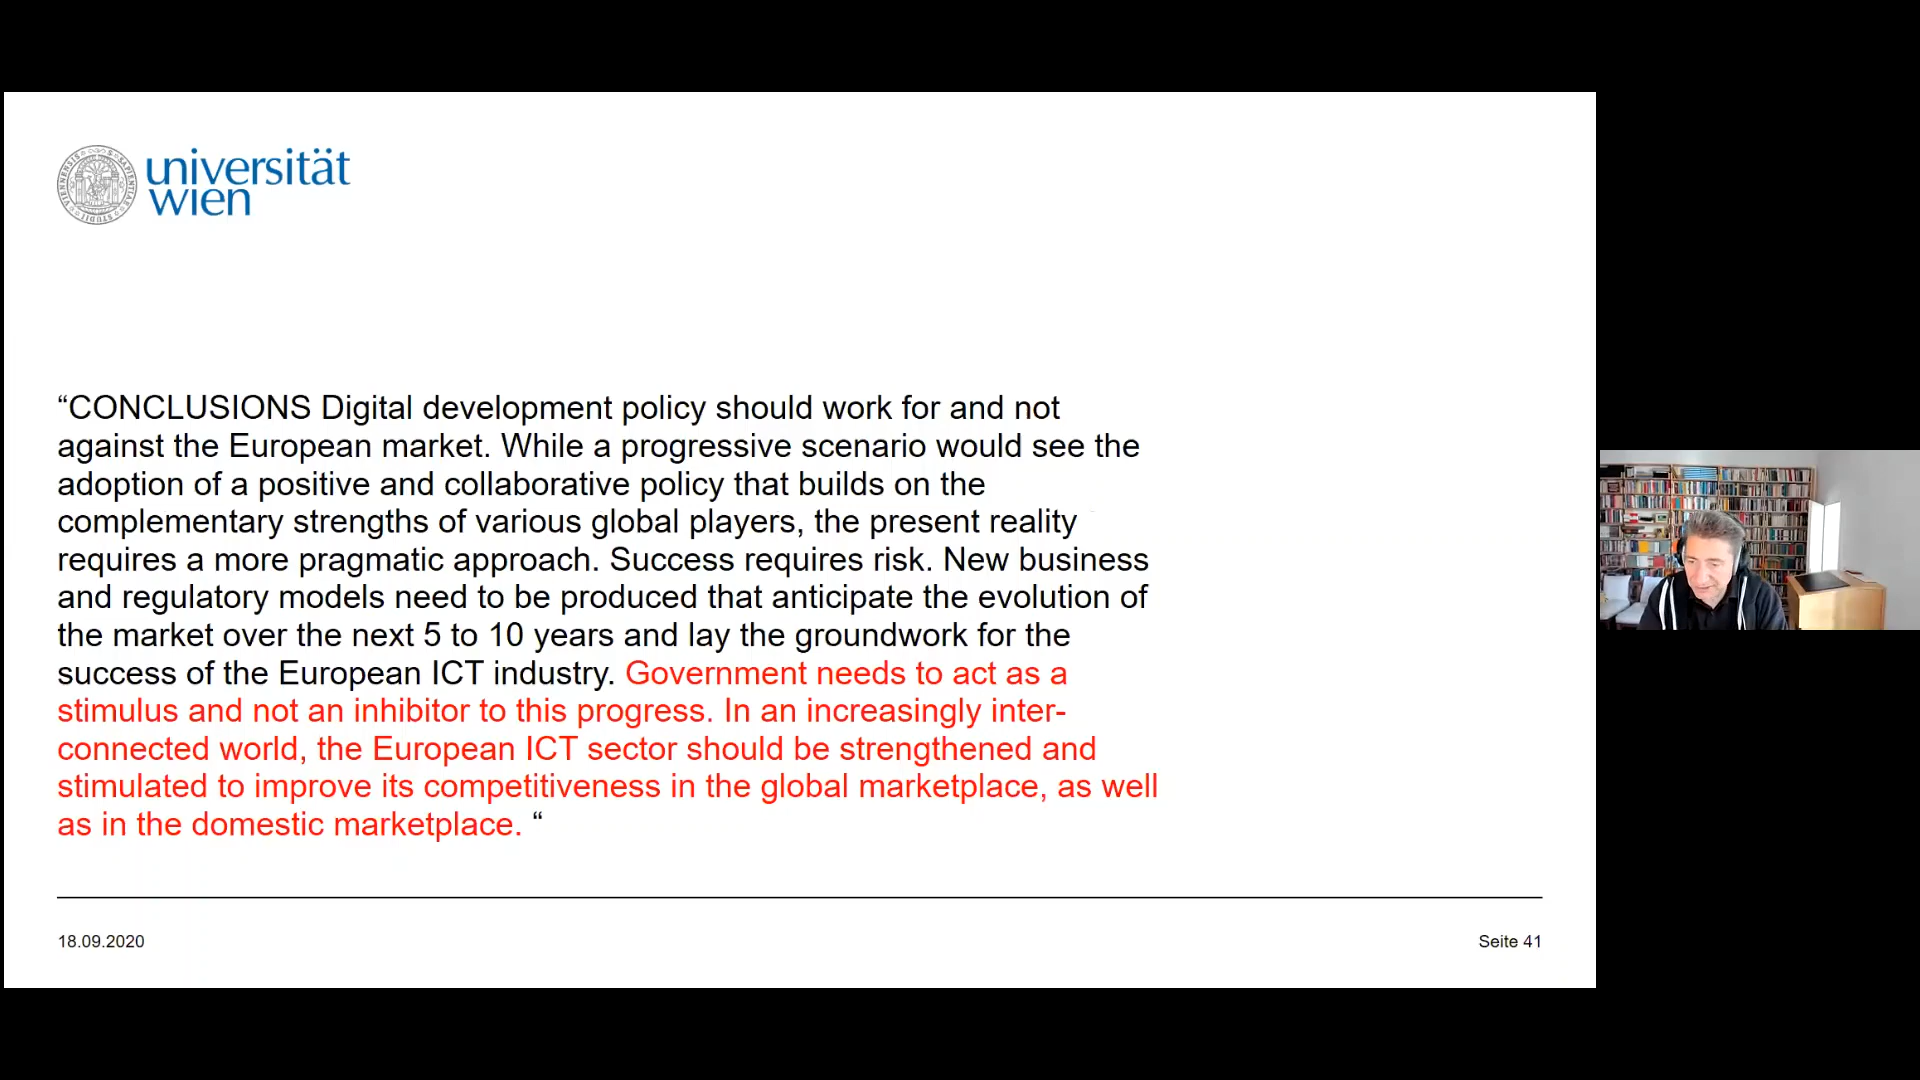 universität
wien
“CONCLUSIONS Digital development policy should work for and not
against the European market. While a progressive scenario would see the
adoption of a positive and collaborative policy that builds on the
complementary strengths of various global players, the present reality
requires a more pragmatic approach. Success requires risk. New business
and regulatory models need to be produced that anticipate the evolution of
the market over the next 5 to 10 years and lay the groundwork for the
success of the European ICT industry. Government needs to act as a
stimulus and not an inhibitor to this progress. In an increasingly inter-
connected world, the European ICT sector should be strengthened and
stimulated to improve its competitiveness in the global marketplace, as well
as in the domestic marketplace. “
18.09.2020
Seite 41